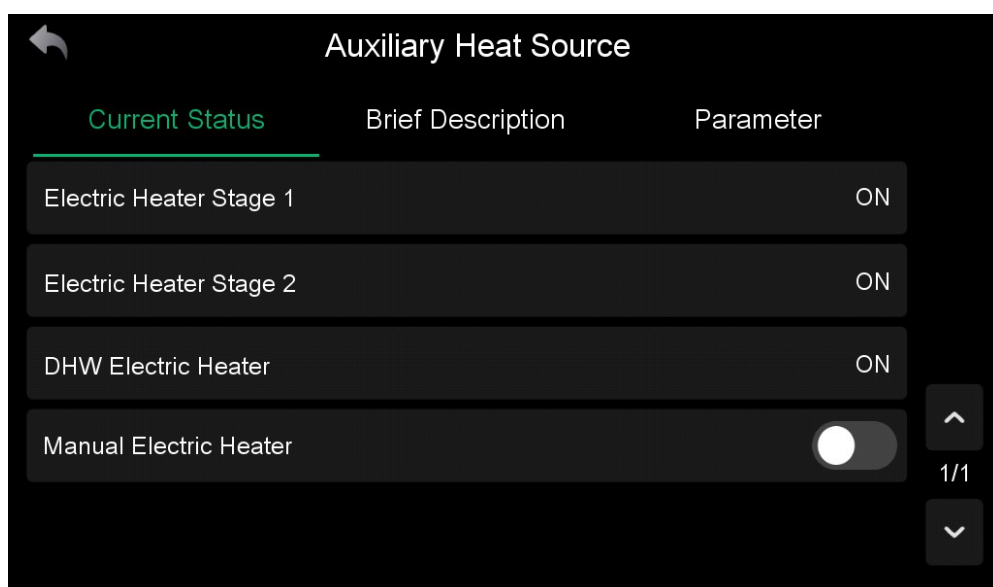 Auxiliary Heat Source
Current Status Brief Description Parameter
Electric Heater Stage 1 ON
Electric Heater Stage 2 ON
DHW Electric Heater ON
Manual Electric Heater
1/1